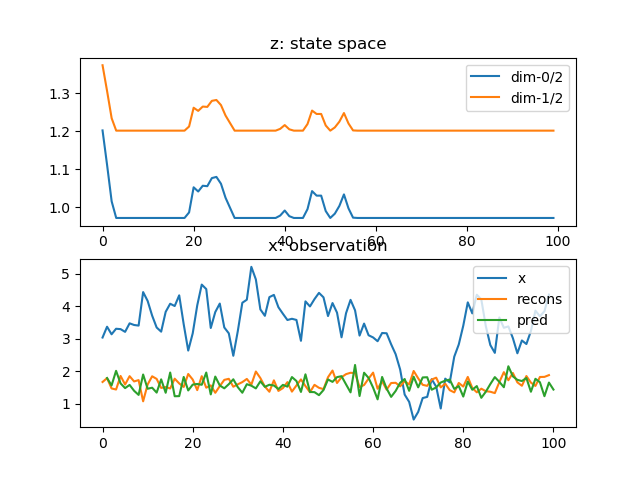 z: state space
dim-0/2
dim-1/2
1.3
1.2
1.1
1.0
0 20 40 60 80 100
x: observation
x
recons
pred
5
4
3
2
1
0 20 40 60 80 100